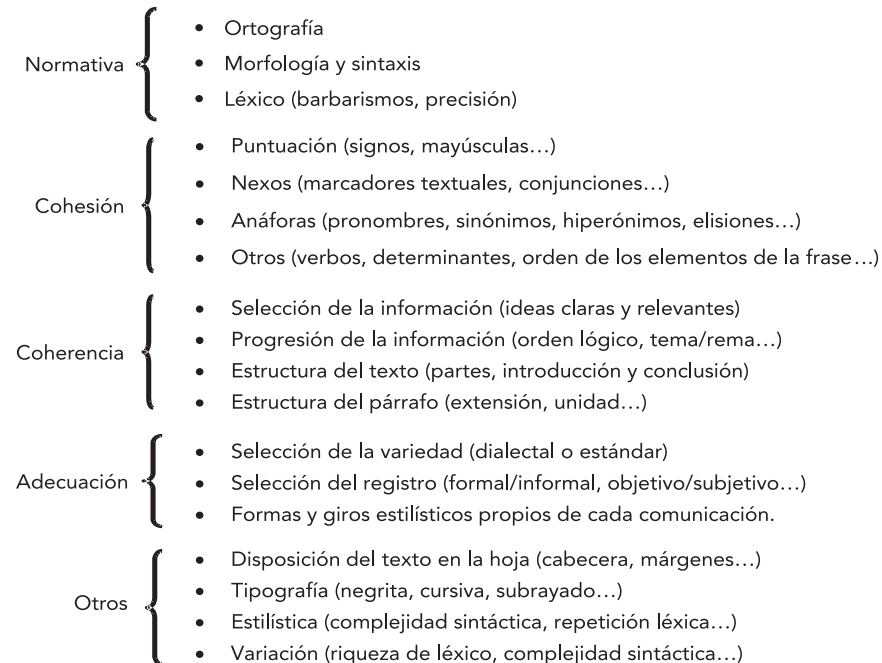 Normativa
• Ortografía
• Morfología y sintaxis
• Léxico (barbarismos, precisión)
Cohesión
• Puntuación (signos, mayúsculas…)
• Nexos (marcadores textuales, conjunciones…)
• Anáforas (pronombres, sinónimos, hiperónimos, elisiones…)
• Otros (verbos, determinantes, orden de los elementos de la frase…)
Coherencia
• Selección de la información (ideas claras y relevantes)
• Progresión de la información (orden lógico, tema/rema…)
• Estructura del texto (partes, introducción y conclusión)
• Estructura del párrafo (extensión, unidad…)
Adecuación
• Selección de la variedad (dialectal o estándar)
• Selección del registro (formal/informal, objetivo/subjetivo…)
• Formas y giros estilísticos propios de cada comunicación.
Otros
• Disposición del texto en la hoja (cabecera, márgenes…)
• Tipografía (negrita, cursiva, subrayado…)
• Estilística (complejidad sintáctica, repetición léxica…)
• Variación (riqueza de léxico, complejidad sintáctica…)